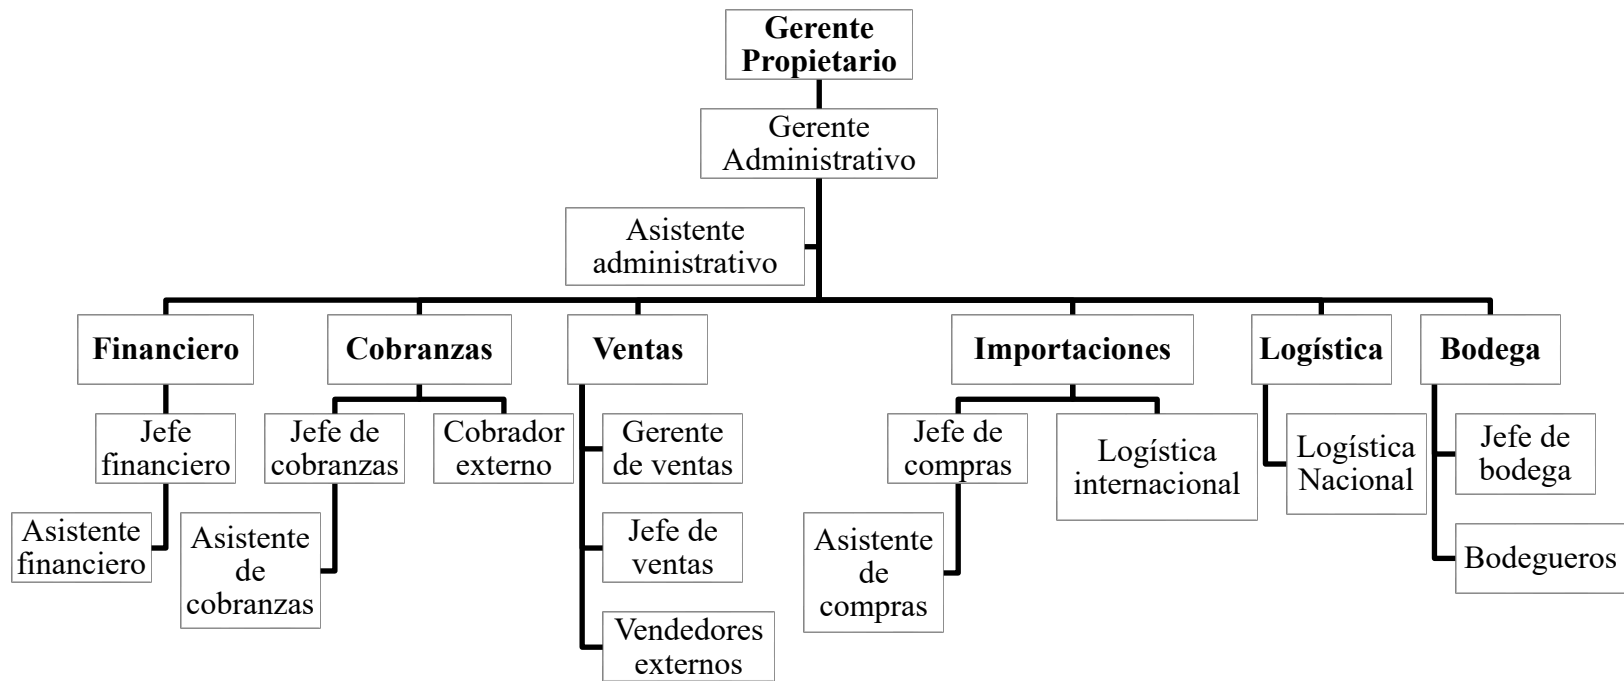 Gerente
Propietario
Gerente
Administrativo
Asistente
administrativo
Financiero
Cobranzas
Ventas
Importaciones
Logística
Bodega
Jefe
financiero
Jefe de
cobranzas
Cobrador
externo
Gerente
de ventas
Jefe de
compras
Logística
internacional
Logística
Nacional
Jefe de
bodega
Asistente
financiero
Asistente
de
cobranzas
Jefe de
ventas
Asistente
de
compras
Bodegueros
Vendedores
externos